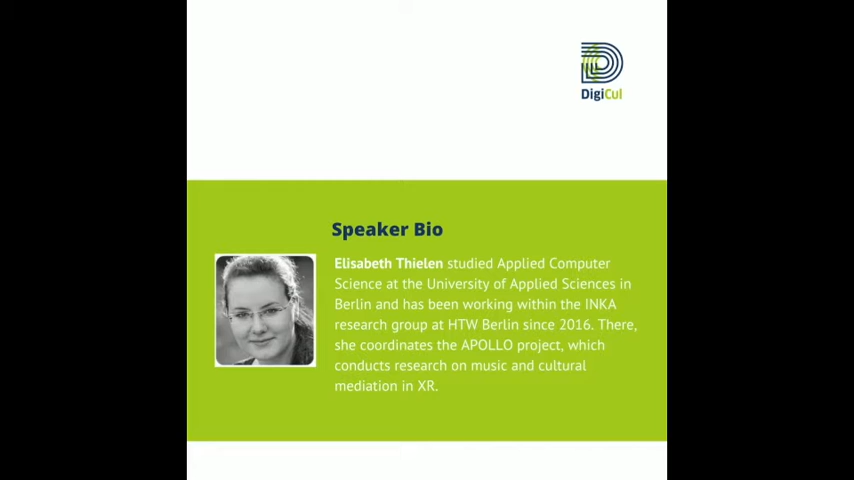 DigiCul
Speaker Bio
Elisabeth Thielen studied Applied Computer
Science at the University of Applied Sciences in
Berlin and has been working within the INKA
research group at HTW Berlin since 2016. There,
she coordinates the APOLLO project, which
conducts research on music and cultural
mediation in XR.